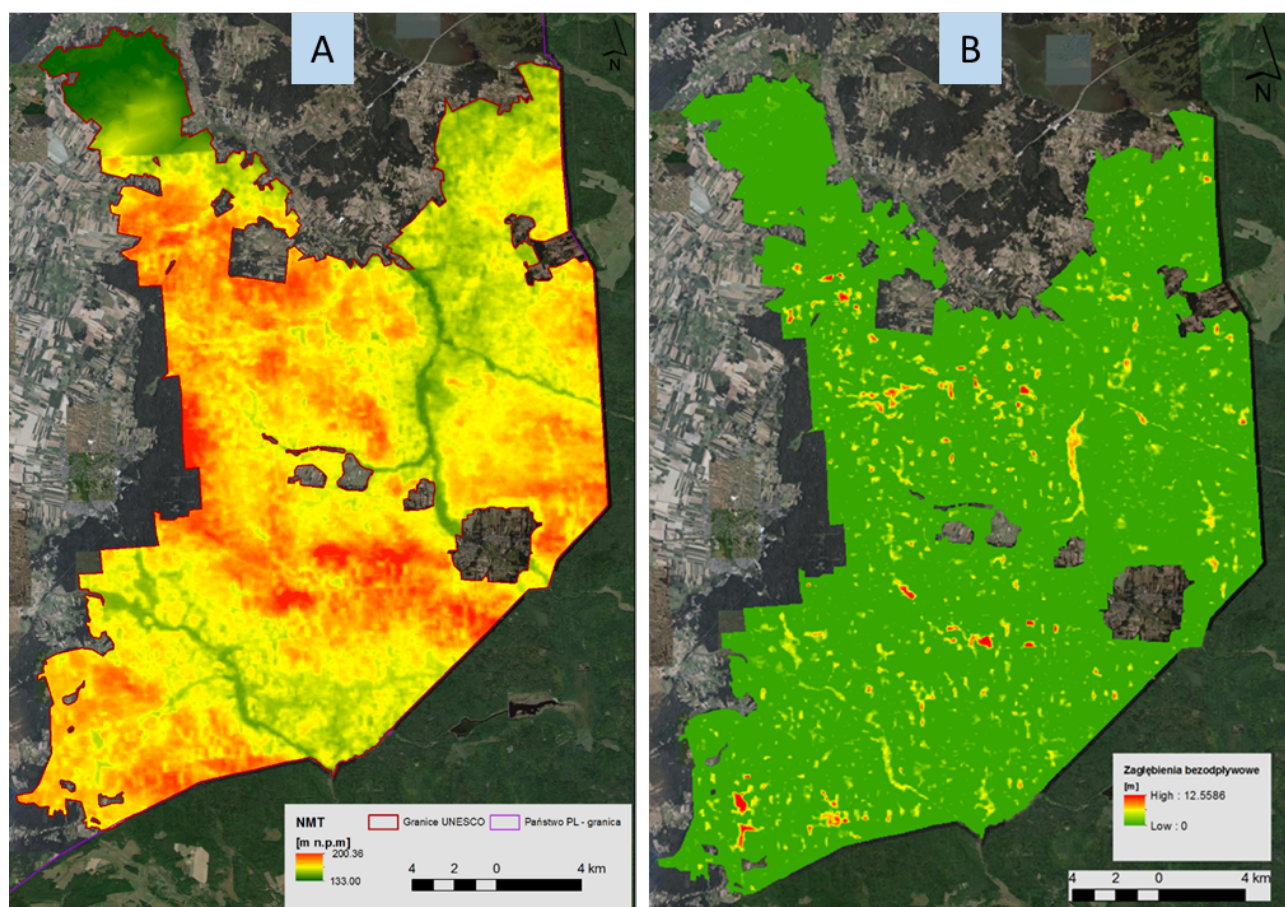 A
N
NMT
[m n.p.m]
200.36
133.00
Granice UNESCO
Państwo PL - granica
4 2 0 4 km
B
N
Zagłębienia bezodpływowe
[m]
High : 12.5586
Low : 0
4 2 0 4 km